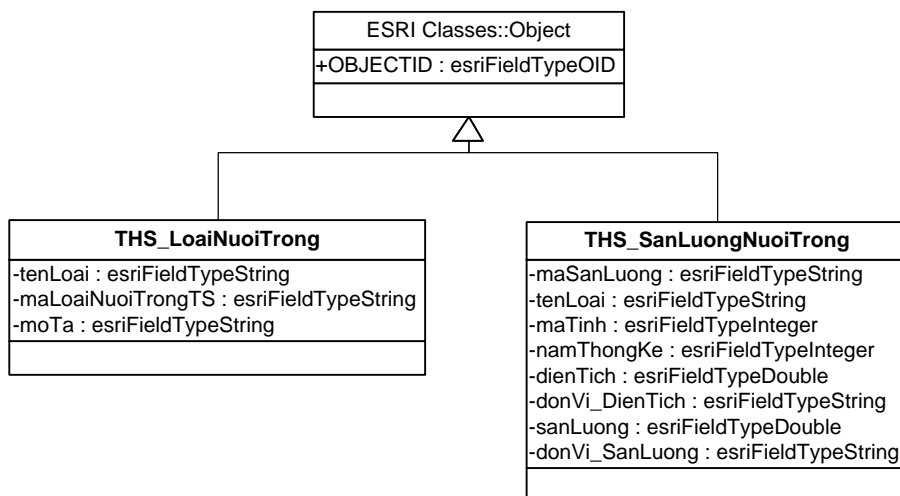 ESRI Classes::Object
+OBJECTID : esriFieldTypeOID
THS_LoaiNuoiTrong
-tenLoai : esriFieldTypeString
-maLoaiNuoiTrongTS : esriFieldTypeString
-moTa : esriFieldTypeString
THS_SanLuongNuoiTrong
-maSanLuong : esriFieldTypeString
-tenLoai : esriFieldTypeString
-maTinh : esriFieldTypeInteger
-namThongKe : esriFieldTypeInteger
-dienTich : esriFieldTypeDouble
-donVi_DienTich : esriFieldTypeString
-sanLuong : esriFieldTypeDouble
-donVi_SanLuong : esriFieldTypeString